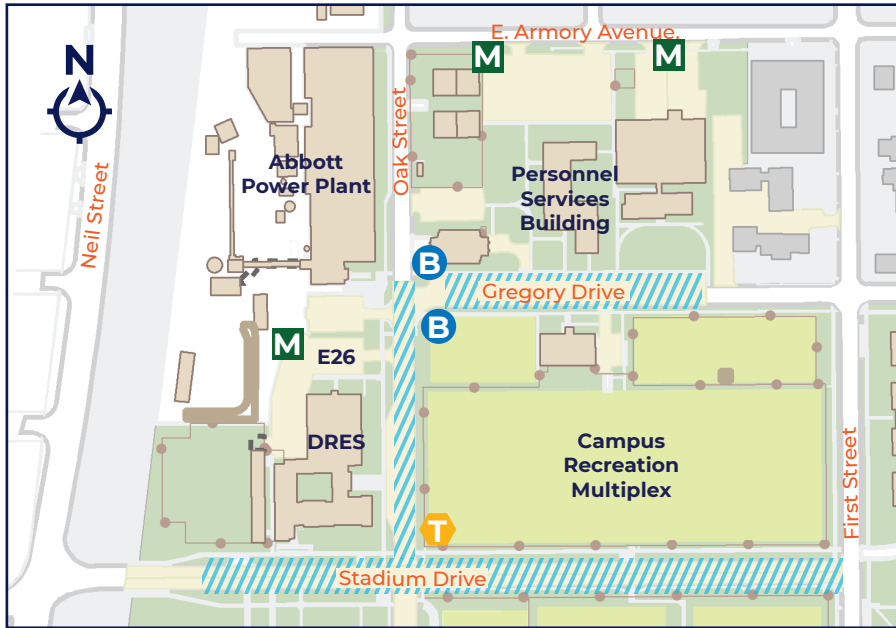 E. Armory Avenue.
N
M
M
Abbott
Power Plant
Oak Street
Personnel
Services
Building
Neil Street
B
Gregory Drive
B
M
E26
DRES
Campus
Recreation
Multiplex
First Street
T
Stadium Drive